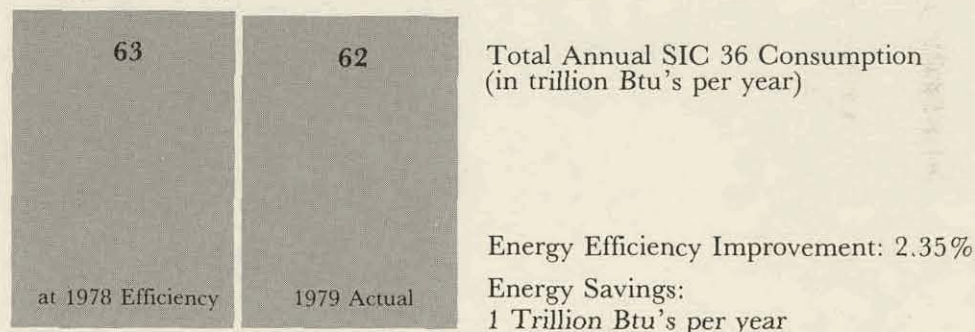 63
62
at 1978 Efficiency
1979 Actual
Total Annual SIC 36 Consumption
(in trillion Btu's per year)
Energy Efficiency Improvement: 2.35%
Energy Savings:
1 Trillion Btu's per year